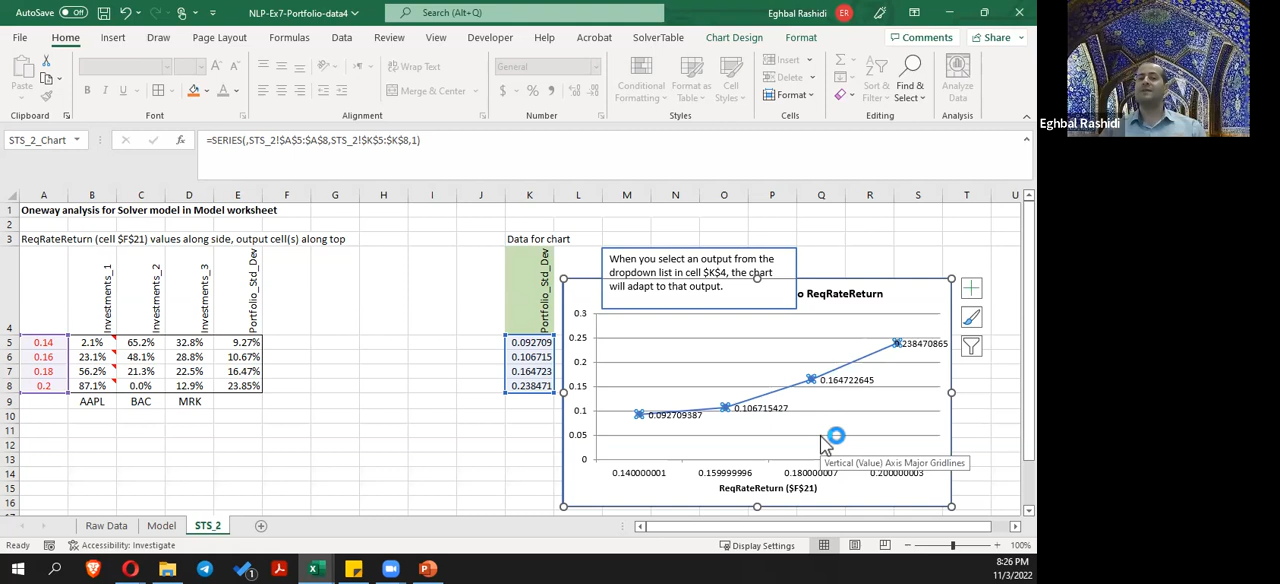 AutoSave Off
NLP-Ex7-Portfolio-data4
Search (Alt+Q)
Eghbal Rashidi
ER
File Home Insert Draw Page Layout Formulas Data Review View Developer Help Acrobat SolverTable Chart Design Format
Comments
Share
Paste
Wrap Text
General
Insert
B I U
Merge & Center
$ % 9
Conditional Formatting
Format as Table
Cell Styles
Delete
Format
Sort & Filter
Find & Select
Analyze Data
Clipboard
Font
Alignment
Number
Styles
Cells
Editing
Analysis
Eghbal Rashidi
STS_2_Chart
fx
=SERIES(,STS_2!$A$5:$A$8,STS_2!$K$5:$K$8,1)
A B C D E F G H I J K L M N O P Q R S T U
1 Oneway analysis for Solver model in Model worksheet
2
3 ReqRateReturn (cell $F$21) values along side, output cell(s) along top
Data for chart
4 Investments_1 Investments_2 Investments_3 Portfolio_Std_Dev Portfolio_Std_Dev
5 0.14 2.1% 65.2% 32.8% 9.27% 0.092709
6 0.16 23.1% 48.1% 28.8% 10.67% 0.106715
7 0.18 56.2% 21.3% 22.5% 16.47% 0.164723
8 0.2 87.1% 0.0% 12.9% 23.85% 0.238471
9 AAPL BAC MRK
10
11
12
13
14
15
16
When you select an output from the
dropdown list in cell $K$4, the chart
will adapt to that output.
o ReqRateReturn
0.3
0.25
0.2
0.15
0.1
0.05
0
0.238470865
0.164722645
0.106715427
0.092709387
Vertical (Value) Axis Major Gridlines
0.140000001 0.159999996 0.180000007 0.200000003
ReqRateReturn ($F$21)
Raw Data Model STS_2
Ready
Accessibility: Investigate
Display Settings
100%
1
8:26 PM
11/3/2022